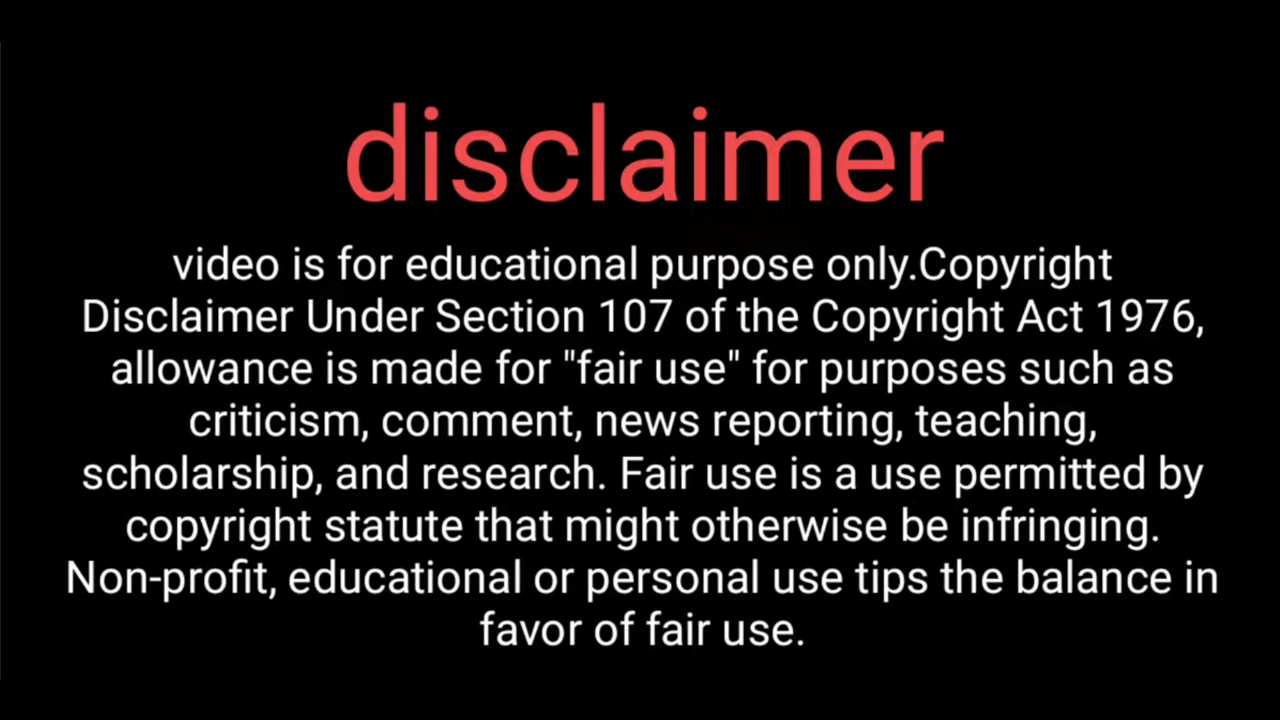 disclaimer
video is for educational purpose only.Copyright
Disclaimer Under Section 107 of the Copyright Act 1976,
allowance is made for "fair use" for purposes such as
criticism, comment, news reporting, teaching,
scholarship, and research. Fair use is a use permitted by
copyright statute that might otherwise be infringing.
Non-profit, educational or personal use tips the balance in
favor of fair use.